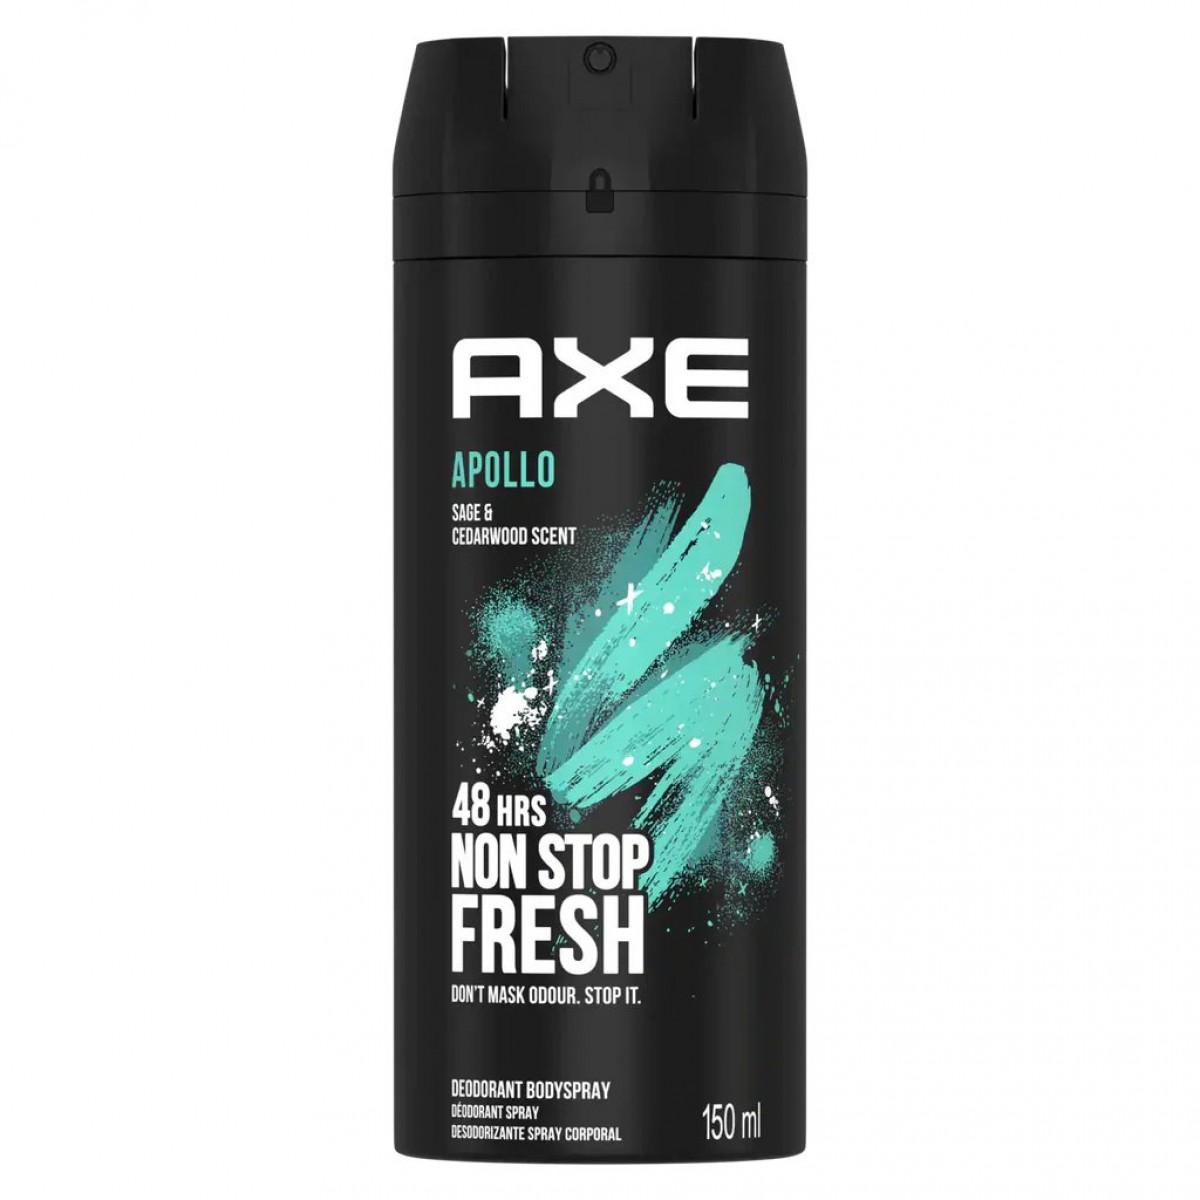 AXE
APOLLO
SAGE &
CEDARWOOD SCENT
48 HRS
NON STOP
FRESH
DON'T MASK ODOUR. STOP IT.
DEODORANT BODYSPRAY
DÉODORANT SPRAY
DESODORIZANTE SPRAY CORPORAL
150 ml